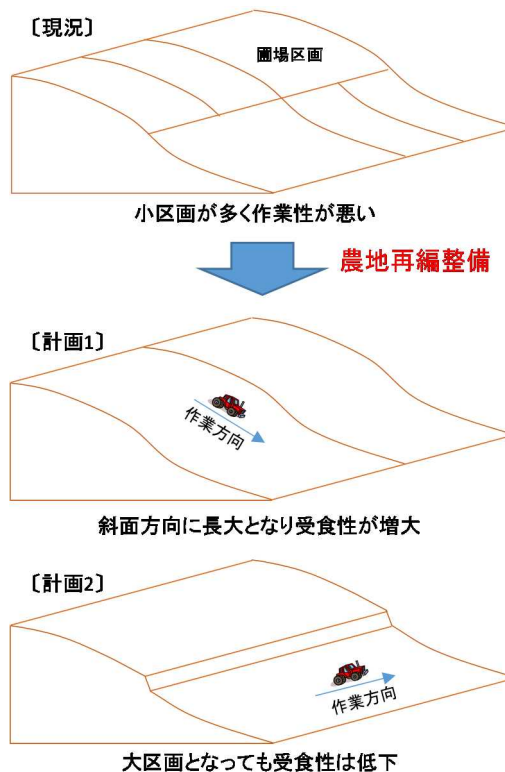 〔現況〕
圃場区画
小区画が多く作業性が悪い
農地再編整備
〔計画1〕
作業方向
斜面方向に長大となり受食性が増大
〔計画2〕
作業方向
大区画となっても受食性は低下